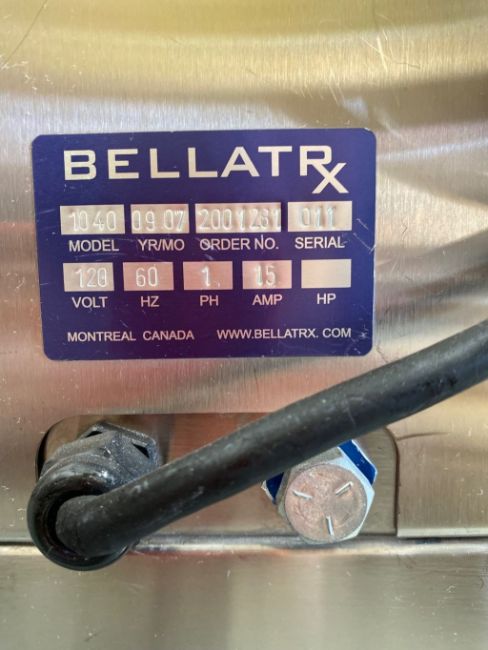 BELLATRX
1040 09 07 2001261 011
MODEL YR/MO ORDER NO. SERIAL
120 60 1 15
VOLT HZ PH AMP HP
MONTREAL CANADA WWW.BELLATRX. COM